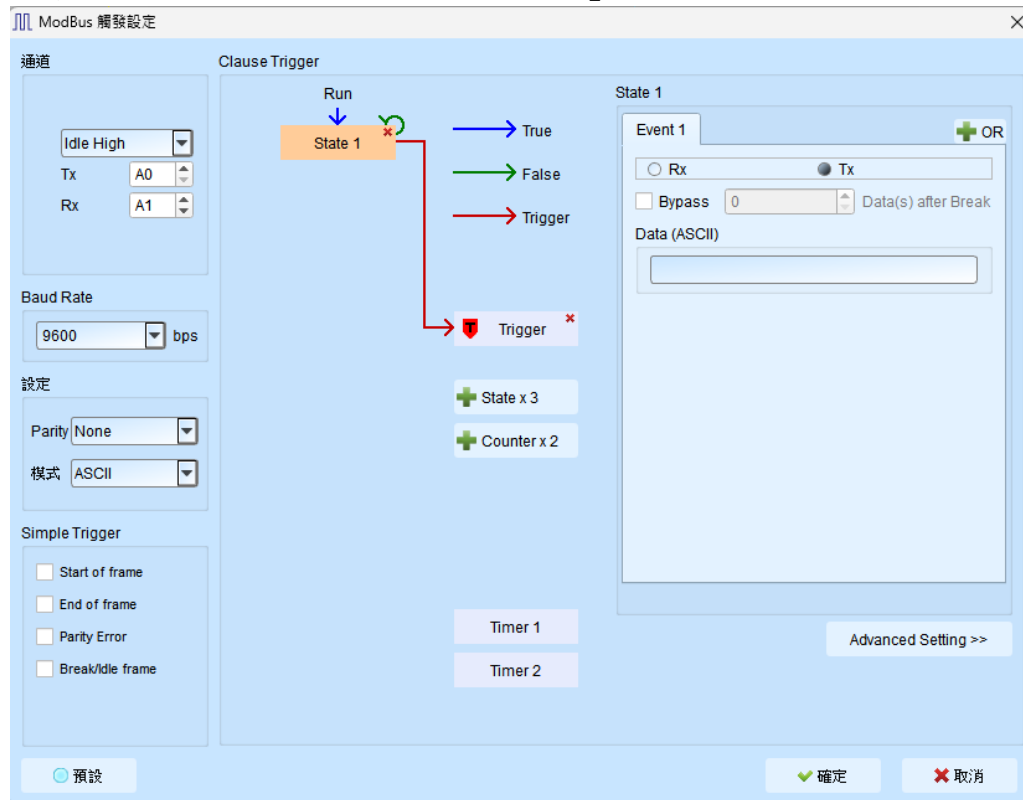 ModBus 觸發設定
通道
Idle High
Tx A0
Rx A1
Baud Rate
9600 bps
設定
Parity None
模式 ASCII
Simple Trigger
Start of frame
End of frame
Parity Error
Break/Idle frame
Clause Trigger
Run
State 1
True
False
Trigger
T Trigger
State x 3
Counter x 2
Timer 1
Timer 2
State 1
Event 1 OR
Rx Tx
Bypass 0 Data(s) after Break
Data (ASCII)
Advanced Setting >>
預設 確定 取消